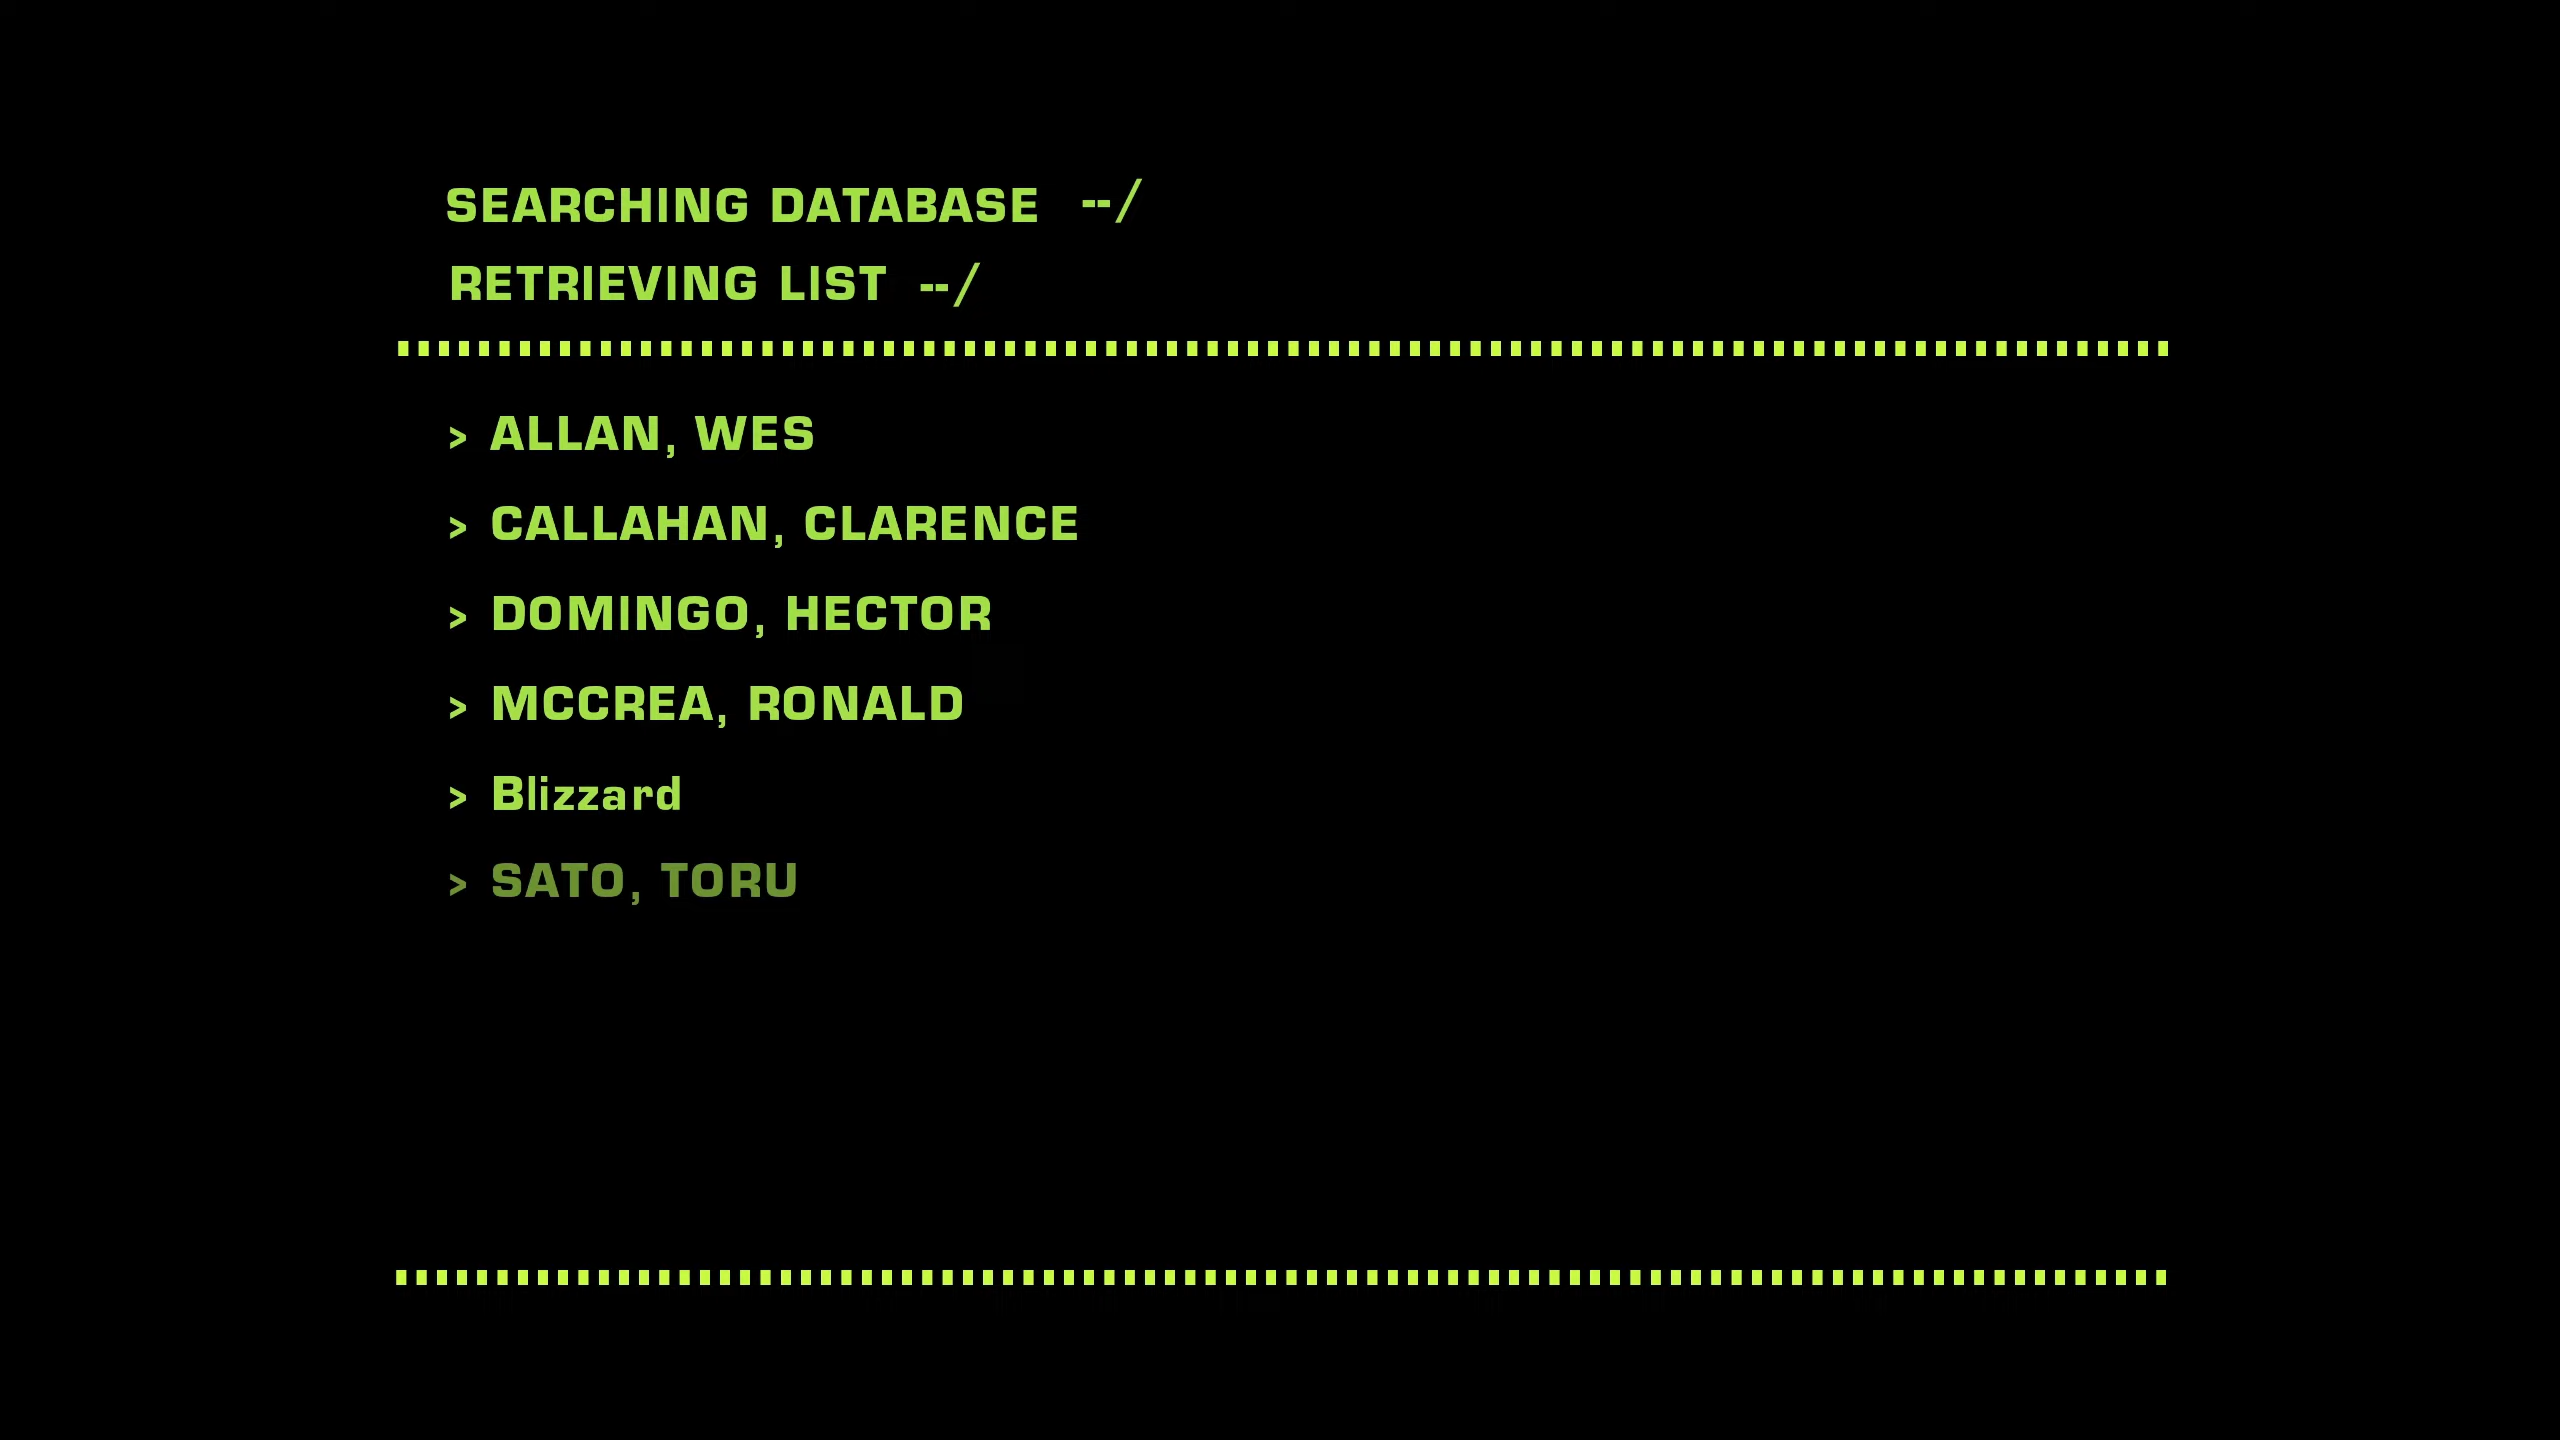 SEARCHING DATABASE --/
RETRIEVING LIST --/
> ALLAN, WES
> CALLAHAN, CLARENCE
> DOMINGO, HECTOR
> MCCREA, RONALD
> Blizzard
> SATO, TORU